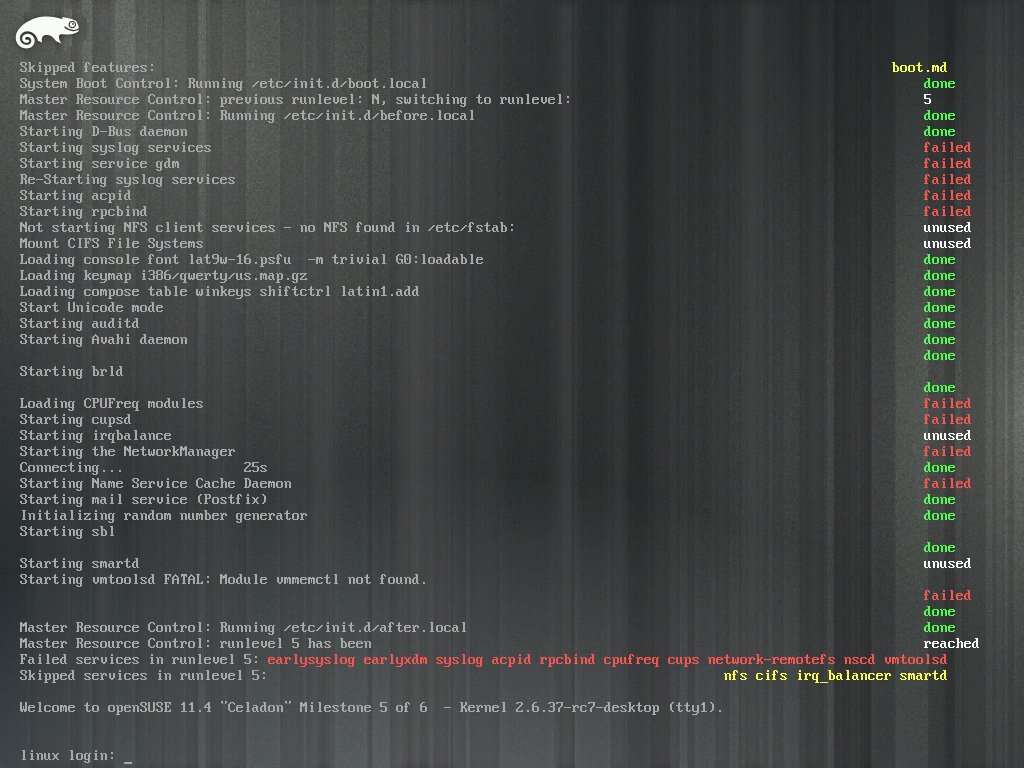 Skipped features: boot.md
System Boot Control: Running /etc/init.d/boot.local done
Master Resource Control: previous runlevel: N, switching to runlevel: 5
Master Resource Control: Running /etc/init.d/before.local done
Starting D-Bus daemon done
Starting syslog services failed
Starting service gdm failed
Re-Starting syslog services failed
Starting acpid failed
Starting rpcbind failed
Not starting NFS client services - no NFS found in /etc/fstab: unused
Mount CIFS File Systems unused
Loading console font lat9w-16.psfu  -m trivial G0:loadable done
Loading keymap i386/qwerty/us.map.gz done
Loading compose table winkeys shiftctrl latin1.add done
Start Unicode mode done
Starting auditd done
Starting Avahi daemon done
done
Starting brld
done
Loading CPUFreq modules failed
Starting cupsd failed
Starting irqbalance unused
Starting the NetworkManager failed
Connecting... 25s done
Starting Name Service Cache Daemon failed
Starting mail service (Postfix) done
Initializing random number generator done
Starting sbl
done
Starting smartd unused
Starting vmtoolsd FATAL: Module vmmemctl not found.
failed
done
Master Resource Control: Running /etc/init.d/after.local done
Master Resource Control: runlevel 5 has been reached
Failed services in runlevel 5: earlysyslog earlyxdm syslog acpid rpcbind cpufreq cups network-remotefs nscd vmtoolsd
Skipped services in runlevel 5: nfs cifs irq_balancer smartd
Welcome to openSUSE 11.4 "Celadon" Milestone 5 of 6  - Kernel 2.6.37-rc7-desktop (tty1).
linux login: _